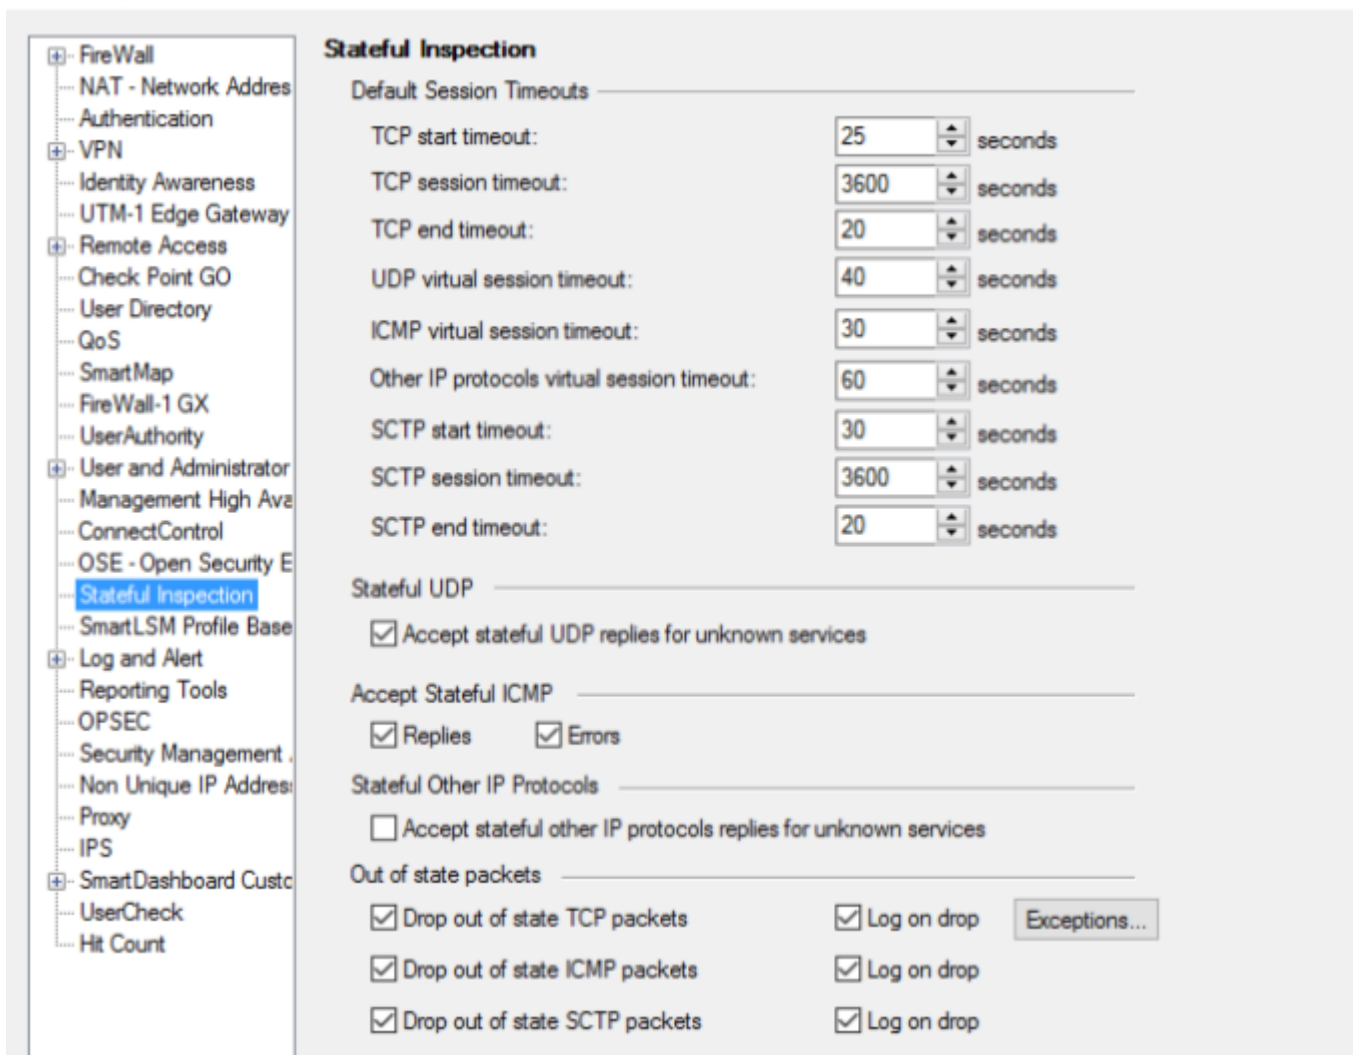 FireWall
NAT - Network Addres
Authentication
VPN
Identity Awareness
UTM-1 Edge Gateway
Remote Access
Check Point GO
User Directory
QoS
SmartMap
FireWall-1 GX
UserAuthority
User and Administrator
Management High Ava
ConnectControl
OSE - Open Security E
Stateful Inspection
SmartLSM Profile Base
Log and Alert
Reporting Tools
OPSEC
Security Management
Non Unique IP Address
Proxy
IPS
SmartDashboard Custo
UserCheck
Hit Count
Stateful Inspection
Default Session Timeouts
TCP start timeout: 25 seconds
TCP session timeout: 3600 seconds
TCP end timeout: 20 seconds
UDP virtual session timeout: 40 seconds
ICMP virtual session timeout: 30 seconds
Other IP protocols virtual session timeout: 60 seconds
SCTP start timeout: 30 seconds
SCTP session timeout: 3600 seconds
SCTP end timeout: 20 seconds
Stateful UDP
Accept stateful UDP replies for unknown services
Accept Stateful ICMP
Replies Errors
Stateful Other IP Protocols
Accept stateful other IP protocols replies for unknown services
Out of state packets
Drop out of state TCP packets Log on drop Exceptions...
Drop out of state ICMP packets Log on drop
Drop out of state SCTP packets Log on drop